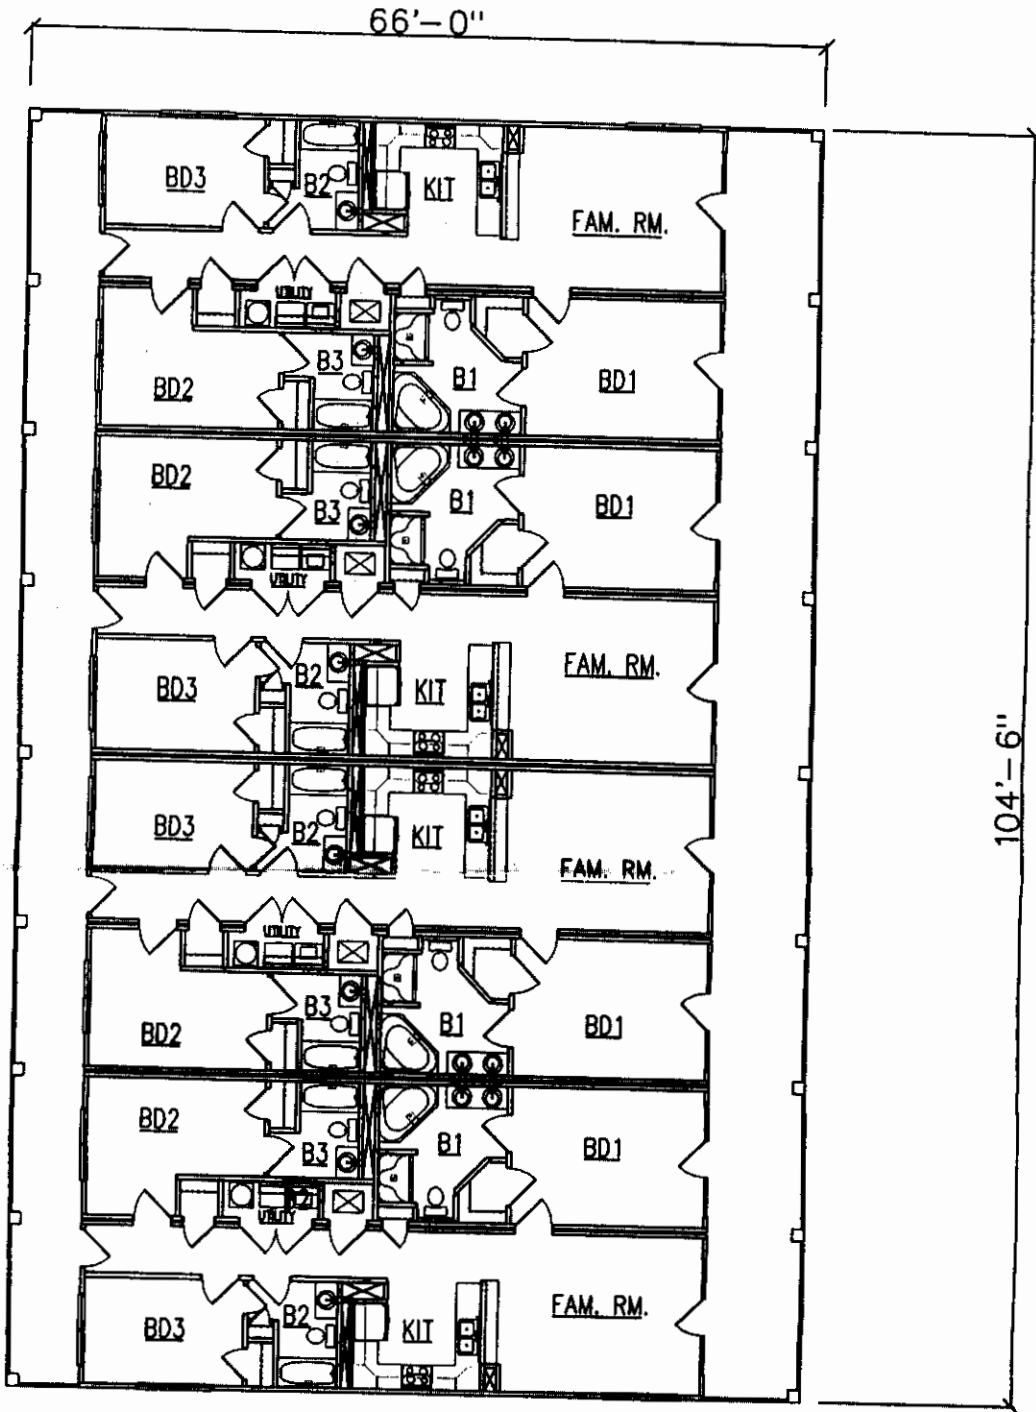 66'-0"
BD3
B2
KIT
FAM. RM.
UTILITY
B3
BD2
B1
BD1
BD2
B3
B1
BD1
UTILITY
FAM. RM.
BD3
B2
KIT
104'-6"
BD3
B2
KIT
FAM. RM.
UTILITY
B3
BD2
B1
BD1
BD2
B3
B1
BD1
UTILITY
FAM. RM.
BD3
B2
KIT